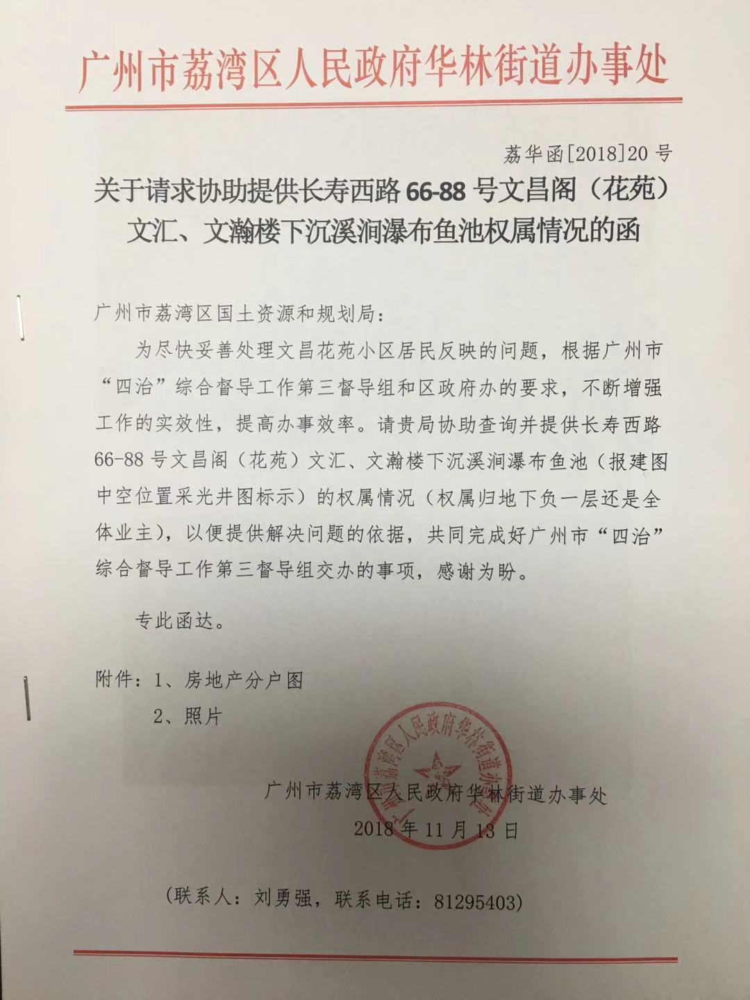 广州市荔湾区人民政府华林街道办事处
荔华函[2018]20 号
关于请求协助提供长寿西路 66-88 号文昌阁（花苑）
文汇、文瀚楼下沉溪涧瀑布鱼池权属情况的函
广州市荔湾区国土资源和规划局：
为尽快妥善处理文昌花苑小区居民反映的问题，根据广州市
“四治”综合督导工作第三督导组和区政府办的要求，不断增强
工作的实效性，提高办事效率。请贵局协助查询并提供长寿西路
66-88 号文昌阁（花苑）文汇、文瀚楼下沉溪涧瀑布鱼池（报建图
中空位置采光井图标示）的权属情况（权属归地下负一层还是全
体业主），以便提供解决问题的依据，共同完成好广州市“四治”
综合督导工作第三督导组交办的事项，感谢为盼。
专此函达。
附件：1、房地产分户图
2、照片
广州市荔湾区人民政府华林街道办事处
广州市荔湾区人民政府华林街道办事处
2018 年 11 月 13 日
(联系人：刘勇强，联系电话：81295403)